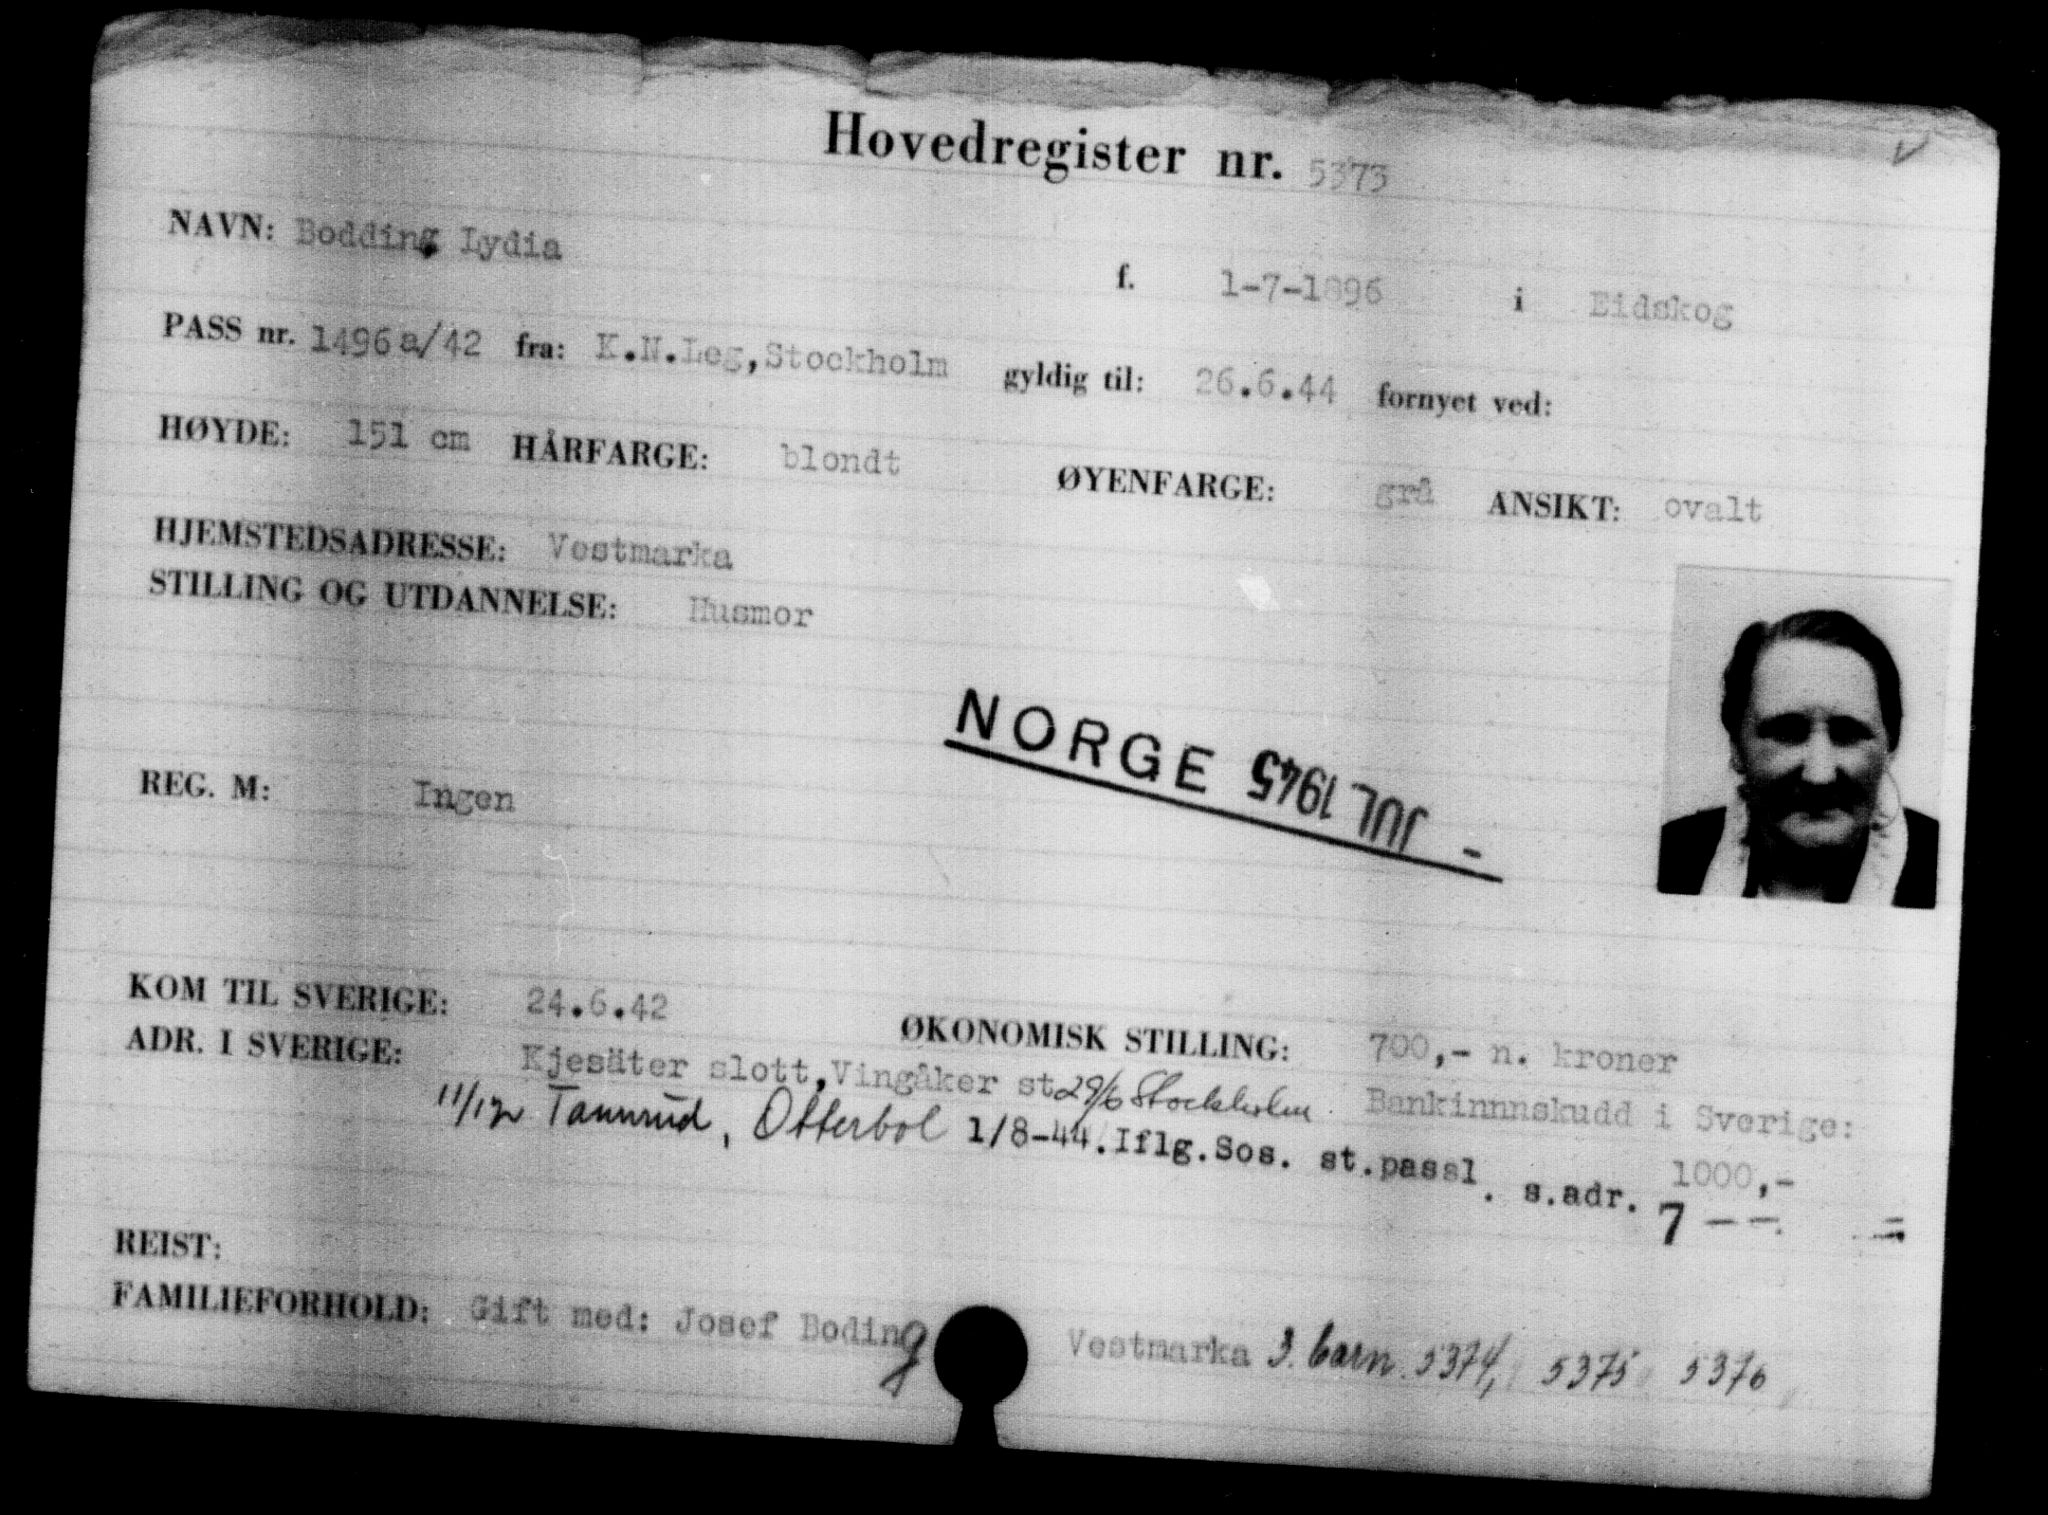 Hovedregister nr. 5373
NAVN: Bodding Lydia f. 1-7-1896 i Eidskog
PASS nr. 1496a/42 fra: K.N.Leg,Stockholm gyldig til: 26.6.44 fornyet ved:
HØYDE: 151 cm HÅRFARGE: blondt ØYENFARGE: grå ANSIKT: ovalt
HJEMSTEDSADRESSE: Vestmarka
STILLING OG UTDANNELSE: Husmor
NORGE - JUL 1945
REG. M: Ingen
KOM TIL SVERIGE: 24.6.42 ØKONOMISK STILLING: 700,- n. kroner
ADR. I SVERIGE: Kjesäter slott,Vingåker st 29/6 Stockholm. Bankinnnskudd i Sverige:
Tannrud, Otterbol 1/8-44.Iflg.Sos. st.passl. s.adr. 1000,-
7 -- =
REIST:
FAMILIEFORHOLD: Gift med: Josef Boding Vestmarka 3. barn. 5374, 5375 5376